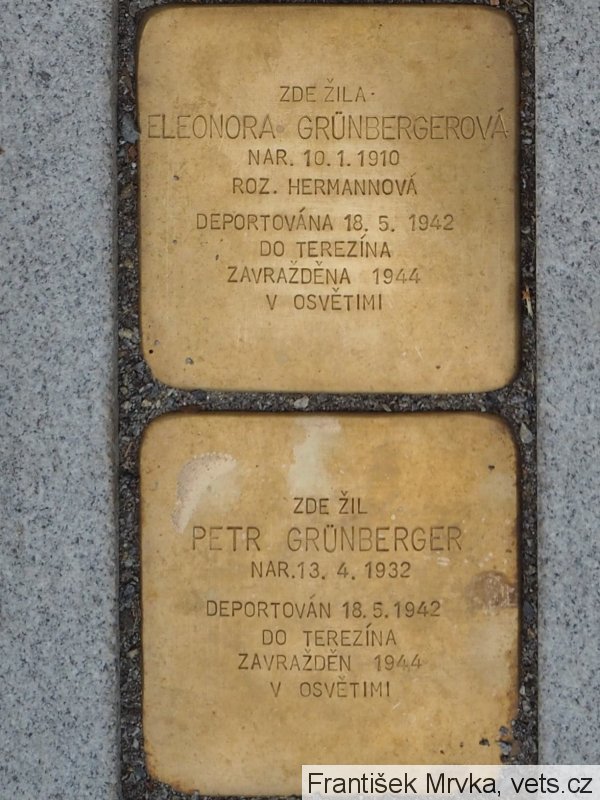 ZDE ŽILA
ELEONORA GRÜNBERGEROVÁ
NAR. 10.1.1910
ROZ. HERMANNOVÁ
DEPORTOVÁNA 18. 5. 1942
DO TEREZÍNA
ZAVRAŽDĚNA 1944
V OSVĚTIMI
ZDE ŽIL
PETR GRÜNBERGER
NAR.13. 4. 1932
DEPORTOVÁN 18.5.1942
DO TEREZÍNA
ZAVRAŽDĚN 1944
V OSVĚTIMI
František Mrvka, vets.cz